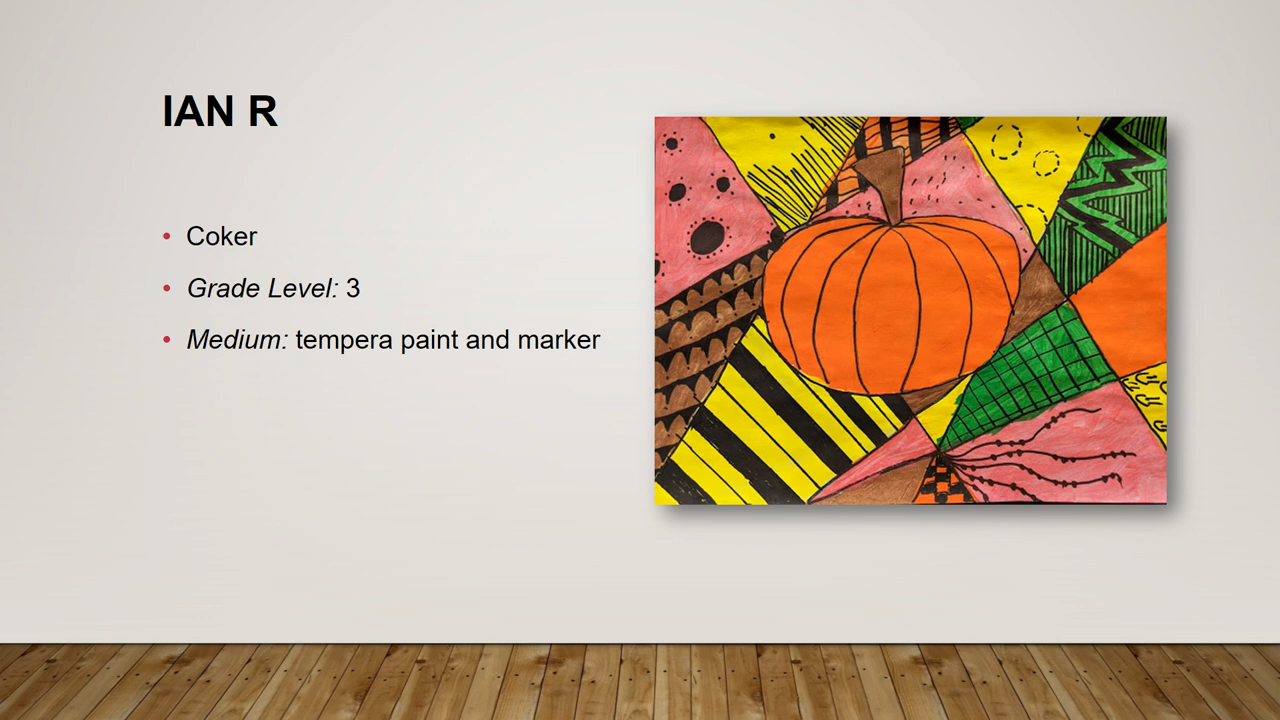 IAN R
• Coker
• Grade Level: 3
• Medium: tempera paint and marker